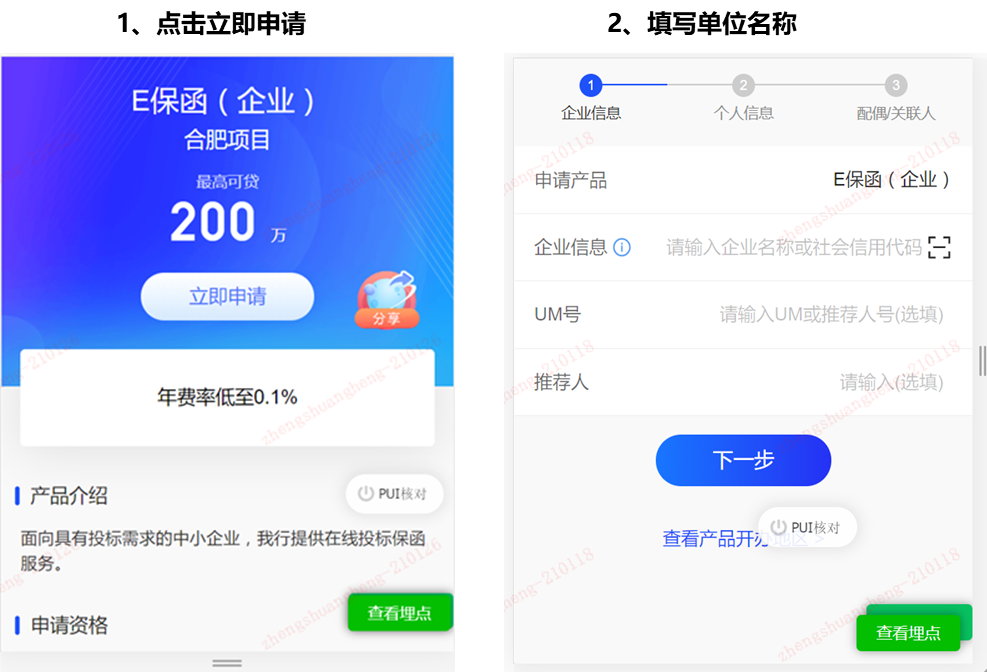 1、点击立即申请
E保函（企业）
合肥项目
最高可贷
200 万
立即申请
分享
年费率低至0.1%
产品介绍
PUI核对
面向具有投标需求的中小企业，我行提供在线投标保函
服务。
查看埋点
申请资格
2、填写单位名称
1 2 3
企业信息 个人信息 配偶/关联人
申请产品 E保函（企业）
企业信息 请输入企业名称或社会信用代码
UM号 请输入UM或推荐人号(选填)
推荐人 请输入(选填)
下一步
PUI核对
查看产品开办地区 >
查看埋点
zhengshuangheng-210126
zhengshuangheng-210118